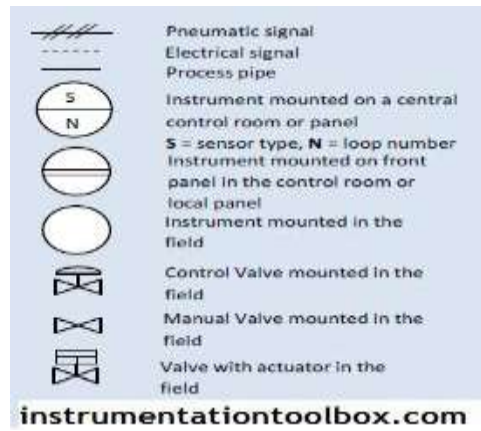 Pneumatic signal
Electrical signal
Process pipe
S
N
Instrument mounted on a central
control room or panel
S = sensor type, N = loop number
Instrument mounted on front
panel in the control room or
local panel
Instrument mounted in the
field
Control Valve mounted in the
field
Manual Valve mounted in the
field
Valve with actuator in the
field
instrumentationtoolbox.com